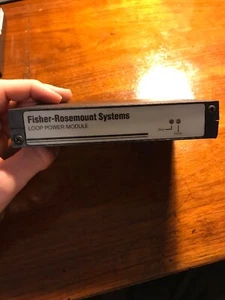 Fisher-Rosemount Systems
LOOP POWER MODULE